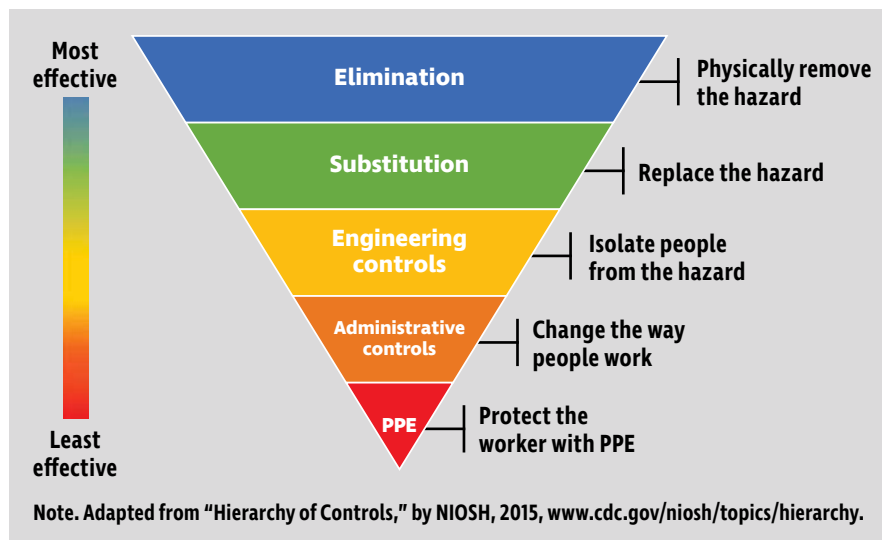 Most
effective
Elimination
Physically remove
the hazard
Substitution
Replace the hazard
Engineering
controls
Isolate people
from the hazard
Administrative
controls
Change the way
people work
PPE
Protect the
worker with PPE
Least
effective
Note. Adapted from “Hierarchy of Controls,” by NIOSH, 2015, www.cdc.gov/niosh/topics/hierarchy.